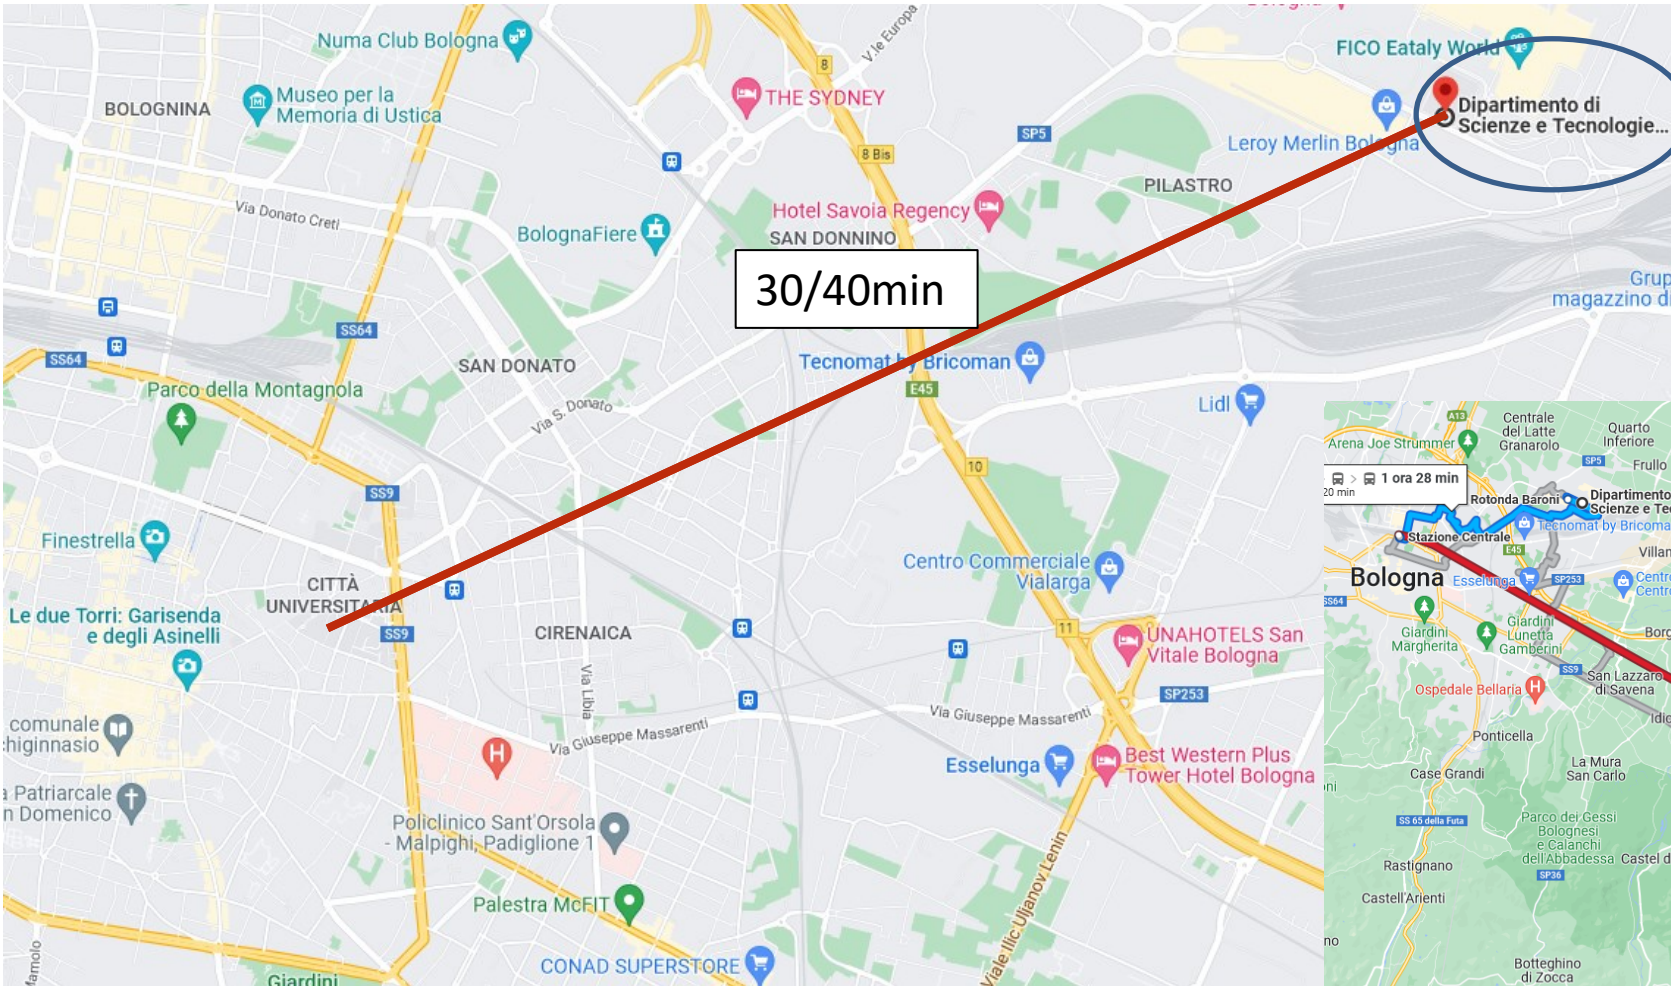 Numa Club Bologna
V.le Europa
FICO Eataly World
8
BOLOGNINA
Museo per la
Memoria di Ustica
THE SYDNEY
Dipartimento di
Scienze e Tecnologie...
SP5
Leroy Merlin Bologna
8 Bis
PILASTRO
Via Donato Creti
Hotel Savoia Regency
BolognaFiere
SAN DONNINO
30/40min
Grup
magazzino di
SS64
SS64
SAN DONATO
Tecnomat by Bricoman
Parco della Montagnola
E45
Via S. Donato
Lidl
10
SS9
Finestrella
CITTÀ
UNIVERSITARIA
Centro Commerciale
Vialarga
Le due Torri: Garisenda
e degli Asinelli
SS9
CIRENAICA
11
UNAHOTELS San
Vitale Bologna
Via Libia
SP253
comunale
chiginnasio
Via Giuseppe Massarenti
Via Giuseppe Massarenti
H
Esselunga
Best Western Plus
Tower Hotel Bologna
a Patriarcale
n Domenico
Policlinico Sant'Orsola
- Malpighi, Padiglione 1
Viale Ilic Uljanov Lenin
Palestra McFIT
CONAD SUPERSTORE
Giardini
A13
Centrale
del Latte
Granarolo
Quarto
Inferiore
Arena Joe Strummer
SP5
Frullo
1 ora 28 min
20 min
Rotonda Baroni
Dipartimento
Scienze e Tec
Tecnomat by Bricoma
Stazione Centrale
E45
Villan
Bologna
Esselunga
SP253
Centro
Centr
SS64
Giardini
Margherita
Giardini
Lunetta
Gamberini
Borg
SS9
San Lazzaro
di Savena
Ospedale Bellaria
H
Idic
Ponticella
Case Grandi
La Mura
San Carlo
oni
SS 65 della Futa
Parco dei Gessi
Bolognesi
e Calanchi
dell'Abbadessa
Castel d
Rastignano
SP36
Castell'Arienti
no
Botteghino
di Zocca